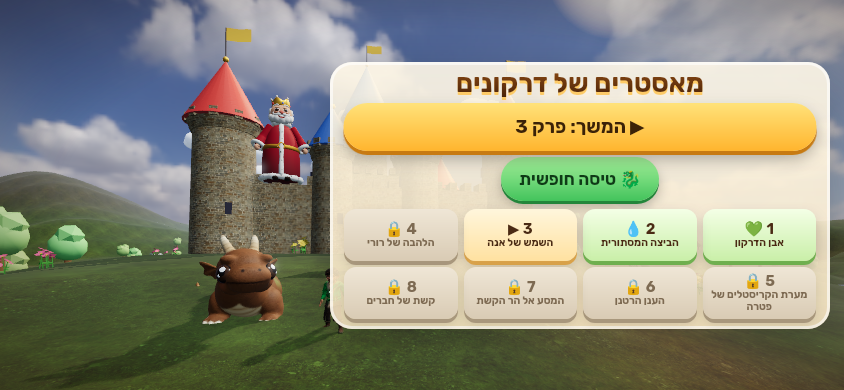 מאסטרים של דרקונים
▶ המשך: פרק 3
🐉 טיסה חופשית
1 💚
אבן הדרקון
2 💧
הביצה המסתורית
3 ▶
השמש של אנה
4 🔒
הלהבה של רורי
5 🔒
מערת הקריסטלים של
פטרה
6 🔒
הענן הרטנן
7 🔒
המסע אל הר הקשת
8 🔒
קשת של חברים